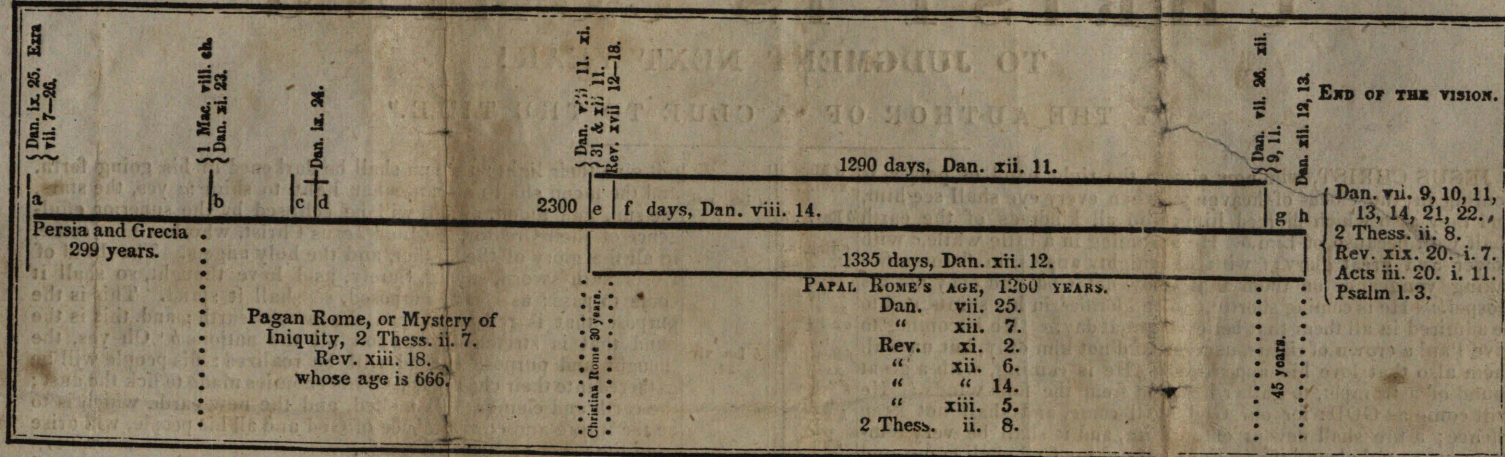 Dan. ix. 25. Ezra
vii. 7—26.
1 Mac. viii. ch.
Dan. xi. 23.
Dan. ix. 24.
Dan. viii 11. xi.
31 & xii 11.
Rev. xvii 12—18.
1290 days, Dan. xii. 11.
Dan. vii. 26. xii.
9, 11.
Dan. xii. 12, 13.
END OF THE VISION.
a b c d 2300 e f days, Dan. viii. 14. g h
Dan. vii. 9, 10, 11,
13, 14, 21, 22.,
2 Thess. ii. 8.
Rev. xix. 20. i. 7.
Acts iii. 20. i. 11.
Psalm l. 3.
Persia and Grecia
299 years.
Pagan Rome, or Mystery of
Iniquity, 2 Thess. ii. 7.
Rev. xiii. 18.
whose age is 666.
Christian Rome 30 years.
1335 days, Dan. xii. 12.
PAPAL ROME'S AGE, 1260 YEARS.
Dan. vii. 25.
" xii. 7.
Rev. xi. 2.
" xii. 6.
" " 14.
" xiii. 5.
2 Thess. ii. 8.
45 years.